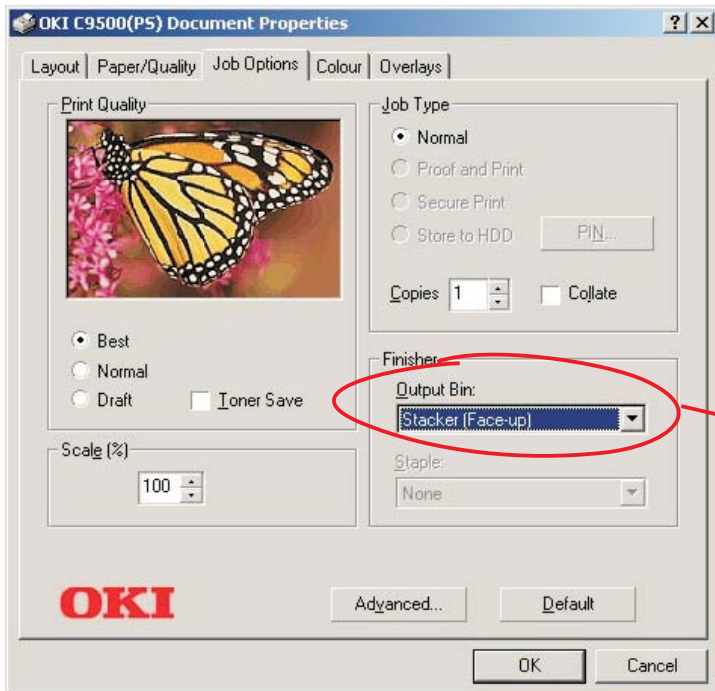 OKI C9500(PS) Document Properties
Layout Paper/Quality Job Options Colour Overlays
Print Quality
Best
Normal
Draft Toner Save
Scale (%)
100
Job Type
Normal
Proof and Print
Secure Print
Store to HDD PIN...
Copies 1 Collate
Finisher
Output Bin:
Stacker (Face-up)
Staple:
None
OKI
Advanced... Default
OK Cancel